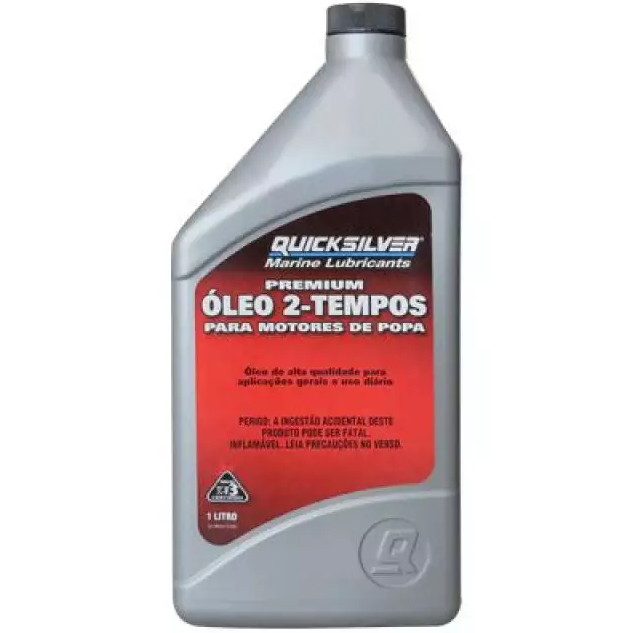 QUICKSILVER
Marine Lubricants
PREMIUM
ÓLEO 2-TEMPOS
PARA MOTORES DE POPA
Óleo de alta qualidade para
aplicações gerais e uso diário
PERIGO: A INGESTÃO ACIDENTAL DESTE
PRODUTO PODE SER FATAL.
INFLAMÁVEL. LEIA PRECAUÇÕES NO VERSO.
1 LITRO